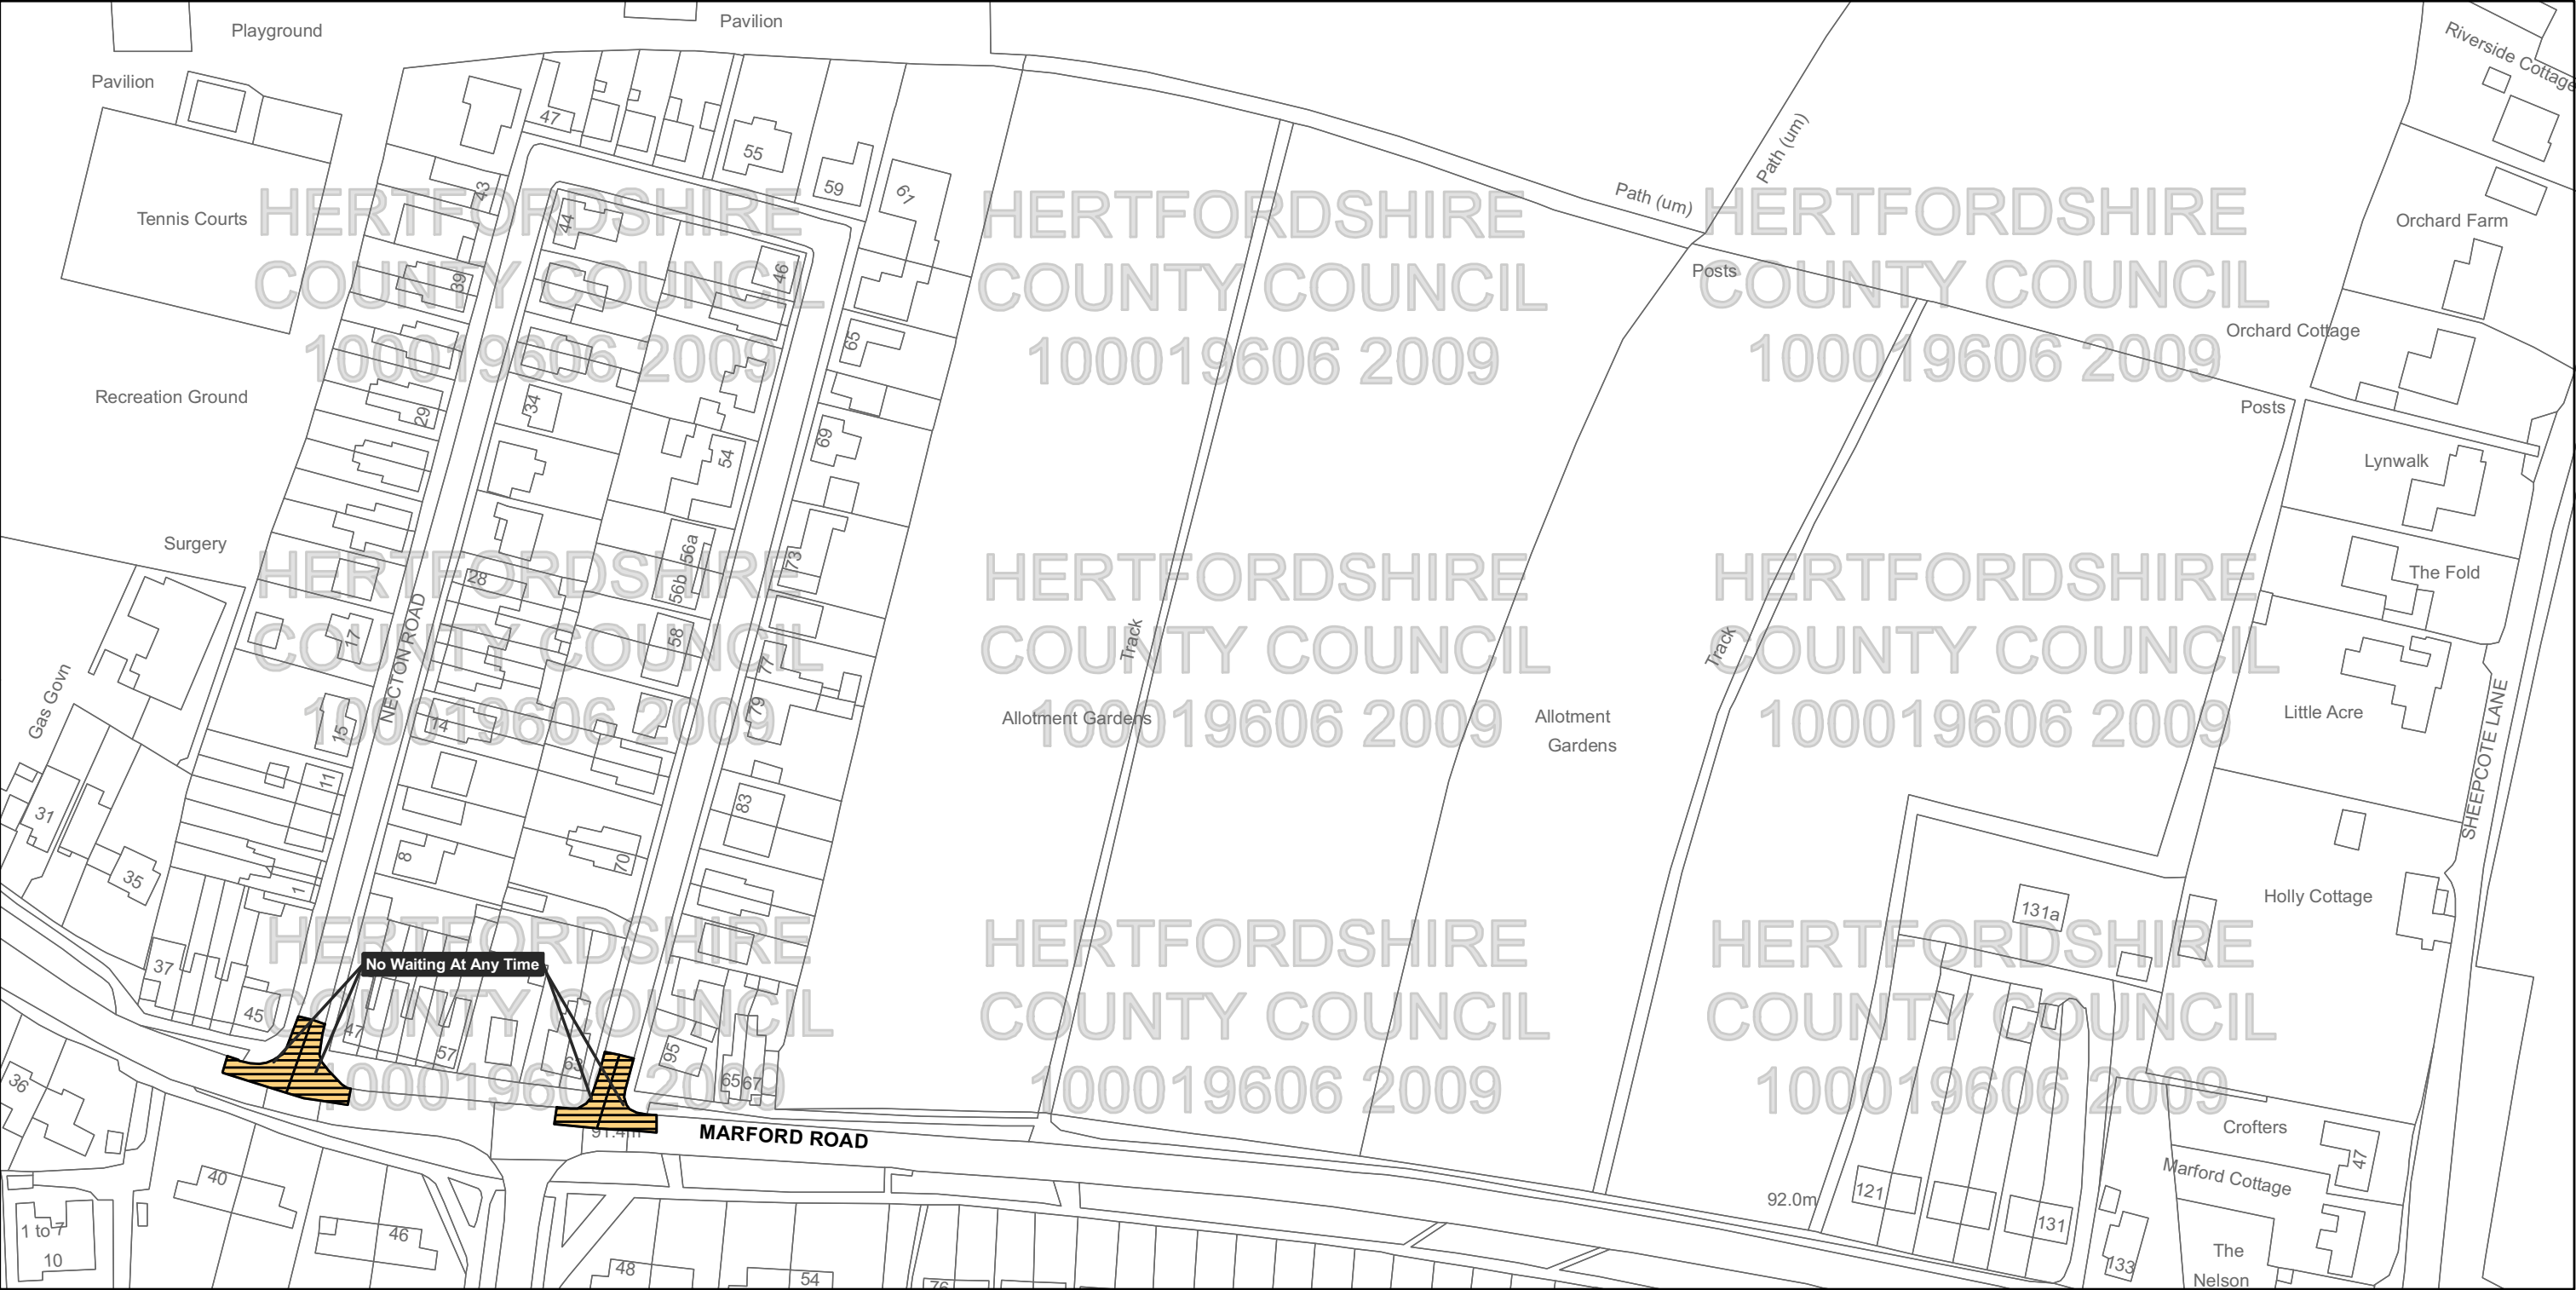 Playground
Pavilion
Pavilion
Riverside Cottage
47
55
59
61
Path (um)
Path (um)
43
44
Tennis Courts
HERTFORDSHIRE
COUNTY COUNCIL
100019606 2009
HERTFORDSHIRE
COUNTY COUNCIL
100019606 2009
HERTFORDSHIRE
COUNTY COUNCIL
100019606 2009
Orchard Farm
46
39
Posts
65
Orchard Cottage
Recreation Ground
34
29
Posts
69
54
Lynwalk
Surgery
56a
56b
73
28
The Fold
HERTFORDSHIRE
COUNTY COUNCIL
100019606 2009
HERTFORDSHIRE
COUNTY COUNCIL
100019606 2009
HERTFORDSHIRE
COUNTY COUNCIL
100019606 2009
17
58
NECTON ROAD
Track
Track
77
79
Gas Govn
14
15
Allotment Gardens
Allotment
Gardens
Little Acre
SHEEPCOTE LANE
11
31
83
8
70
35
1
Holly Cottage
131a
HERTFORDSHIRE
COUNTY COUNCIL
100019606 2009
HERTFORDSHIRE
COUNTY COUNCIL
100019606 2009
HERTFORDSHIRE
COUNTY COUNCIL
100019606 2009
No Waiting At Any Time
37
45
47
57
63
95
65
67
36
91.4m
MARFORD ROAD
Crofters
47
Marford Cottage
40
121
92.0m
131
1 to 7
10
46
48
54
76
133
The
Nelson